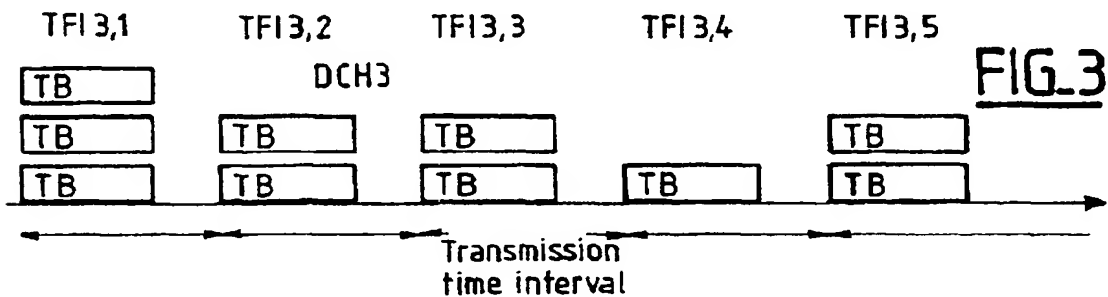 TFI 3,1 TFI 3,2 TFI 3,3 TFI 3,4 TFI 3,5
DCH3
FIG_3
TB
TB TB TB TB
TB TB TB TB TB
Transmission
time interval